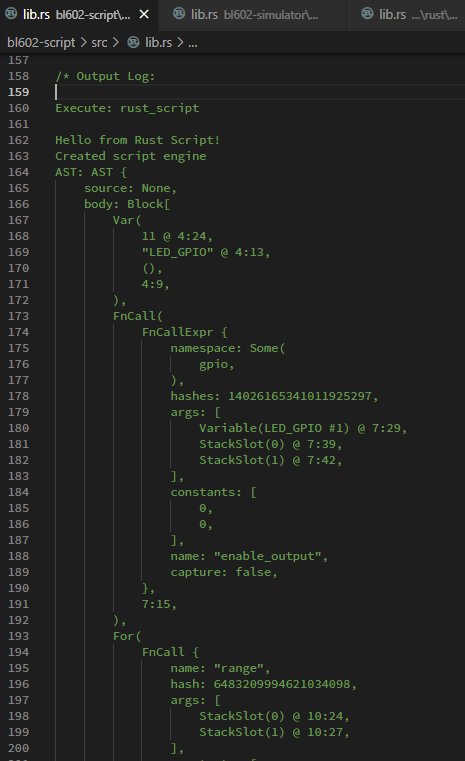 lib.rs bl602-script\... × lib.rs bl602-simulator\... lib.rs ...\rust\...
bl602-script > src > lib.rs > ...
157
158 /* Output Log:
159
160 Execute: rust_script
161
162 Hello from Rust Script!
163 Created script engine
164 AST: AST {
165 source: None,
166 body: Block[
167 Var(
168 11 @ 4:24,
169 "LED_GPIO" @ 4:13,
170 (),
171 4:9,
172 ),
173 FnCall(
174 FnCallExpr {
175 namespace: Some(
176 gpio,
177 ),
178 hashes: 14026165341011925297,
179 args: [
180 Variable(LED_GPIO #1) @ 7:29,
181 StackSlot(0) @ 7:39,
182 StackSlot(1) @ 7:42,
183 ],
184 constants: [
185 0,
186 0,
187 ],
188 name: "enable_output",
189 capture: false,
190 },
191 7:15,
192 ),
193 For(
194 FnCall {
195 name: "range",
196 hash: 6483209994621034098,
197 args: [
198 StackSlot(0) @ 10:24,
199 StackSlot(1) @ 10:27,
200 ],